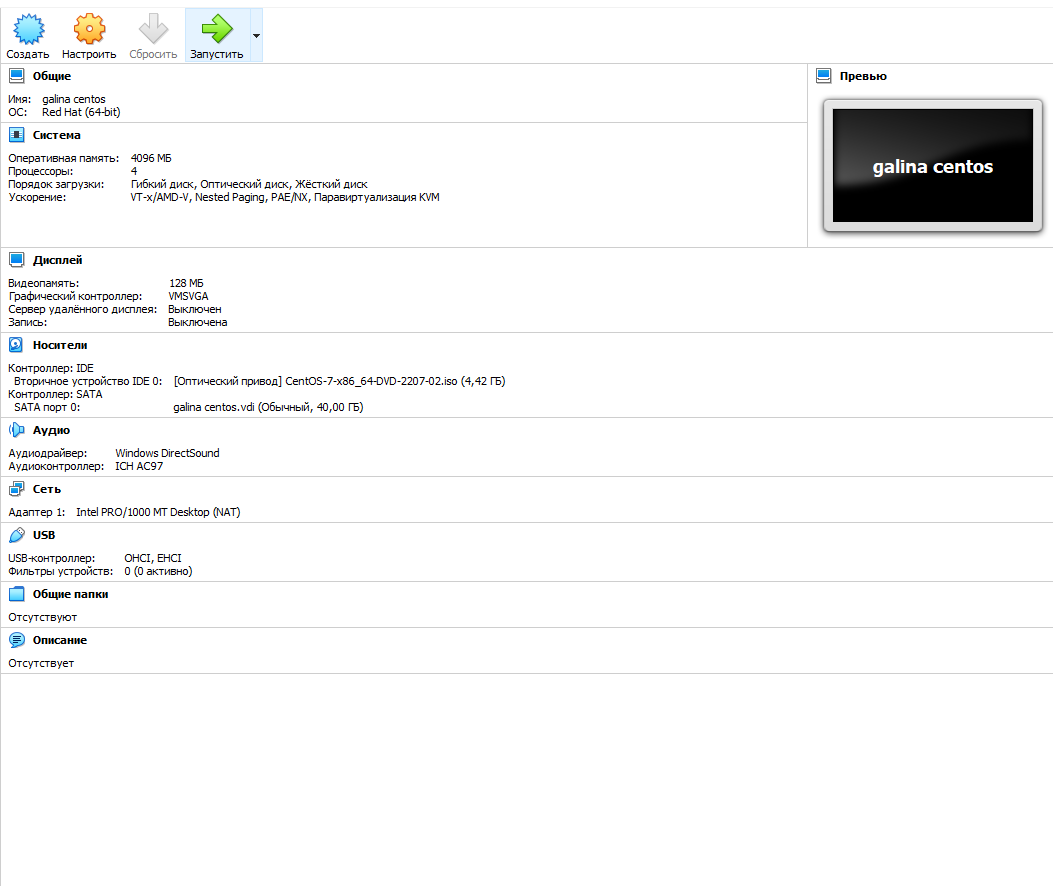 Создать Настроить Сбросить Запустить
Общие
Имя: galina centos
ОС: Red Hat (64-bit)
Система
Оперативная память: 4096 МБ
Процессоры: 4
Порядок загрузки: Гибкий диск, Оптический диск, Жёсткий диск
Ускорение: VT-x/AMD-V, Nested Paging, PAE/NX, Паравиртуализация KVM
Превью
galina centos
Дисплей
Видеопамять: 128 МБ
Графический контроллер: VMSVGA
Сервер удалённого дисплея: Выключен
Запись: Выключена
Носители
Контроллер: IDE
Вторичное устройство IDE 0: [Оптический привод] CentOS-7-x86_64-DVD-2207-02.iso (4,42 ГБ)
Контроллер: SATA
SATA порт 0: galina centos.vdi (Обычный, 40,00 ГБ)
Аудио
Аудиодрайвер: Windows DirectSound
Аудиоконтроллер: ICH AC97
Сеть
Адаптер 1: Intel PRO/1000 MT Desktop (NAT)
USB
USB-контроллер: OHCI, EHCI
Фильтры устройств: 0 (0 активно)
Общие папки
Отсутствуют
Описание
Отсутствует